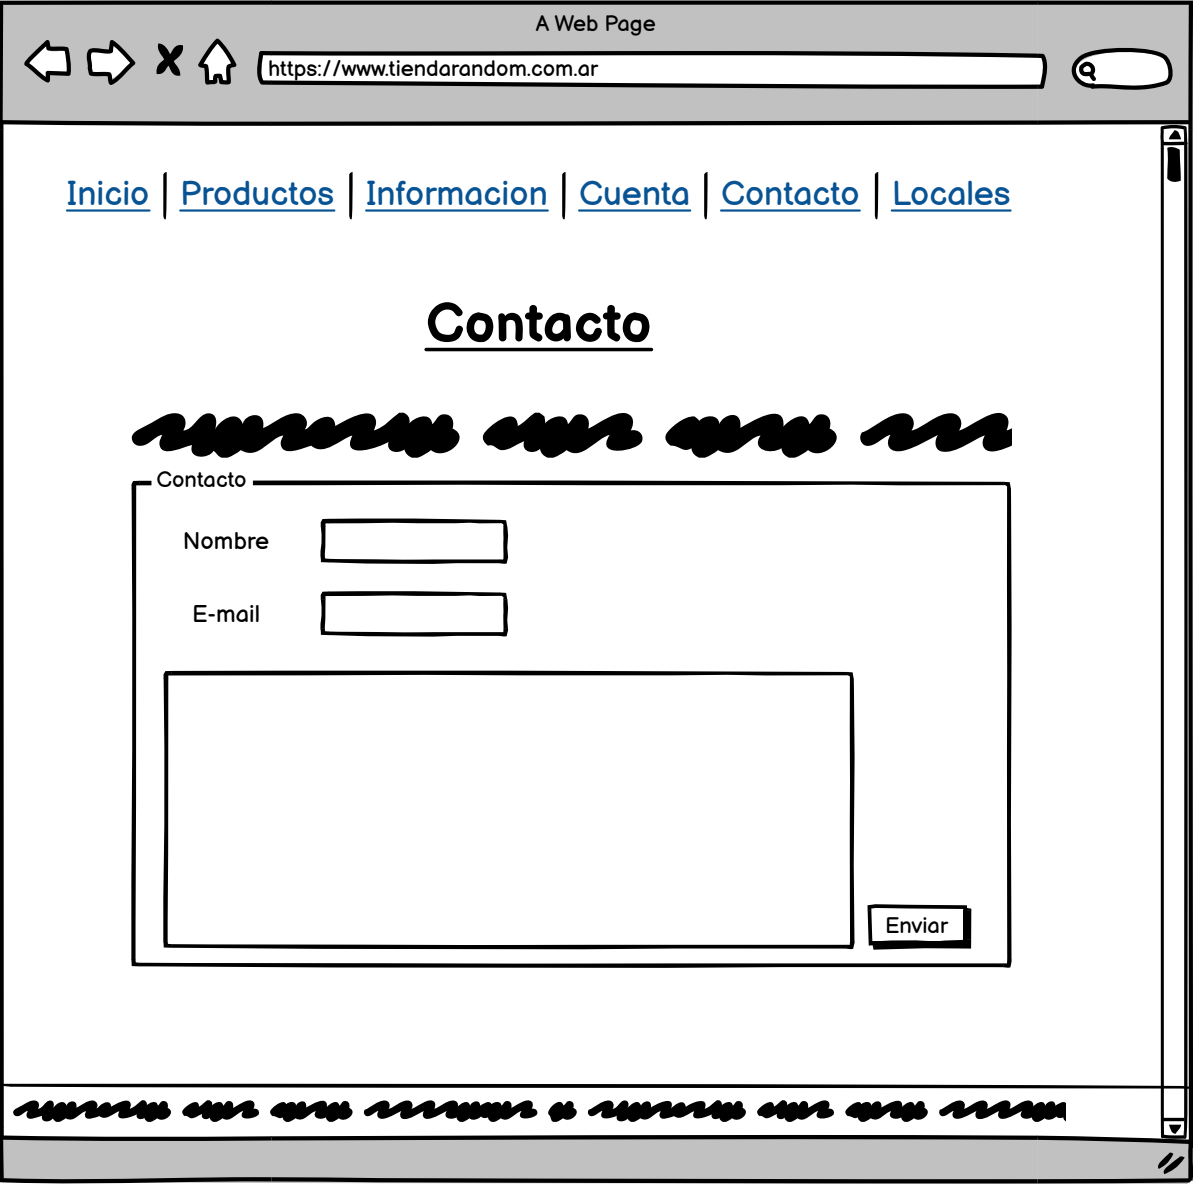 A Web Page
https://www.tiendarandom.com.ar
Inicio | Productos | Informacion | Cuenta | Contacto | Locales
Contacto
Contacto
Nombre
E-mail
Enviar